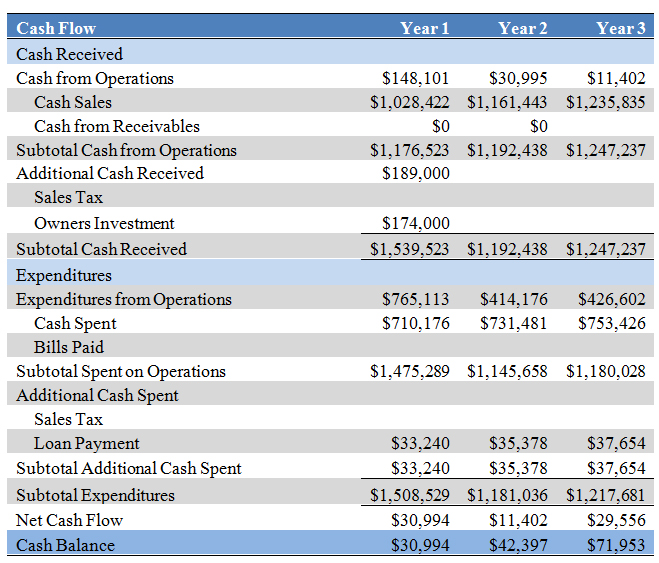 Cash Flow Year 1 Year 2 Year 3
Cash Received
Cash from Operations $148,101 $30,995 $11,402
Cash Sales $1,028,422 $1,161,443 $1,235,835
Cash from Receivables $0 $0
Subtotal Cash from Operations $1,176,523 $1,192,438 $1,247,237
Additional Cash Received $189,000
Sales Tax
Owners Investment $174,000
Subtotal Cash Received $1,539,523 $1,192,438 $1,247,237
Expenditures
Expenditures from Operations $765,113 $414,176 $426,602
Cash Spent $710,176 $731,481 $753,426
Bills Paid
Subtotal Spent on Operations $1,475,289 $1,145,658 $1,180,028
Additional Cash Spent
Sales Tax
Loan Payment $33,240 $35,378 $37,654
Subtotal Additional Cash Spent $33,240 $35,378 $37,654
Subtotal Expenditures $1,508,529 $1,181,036 $1,217,681
Net Cash Flow $30,994 $11,402 $29,556
Cash Balance $30,994 $42,397 $71,953